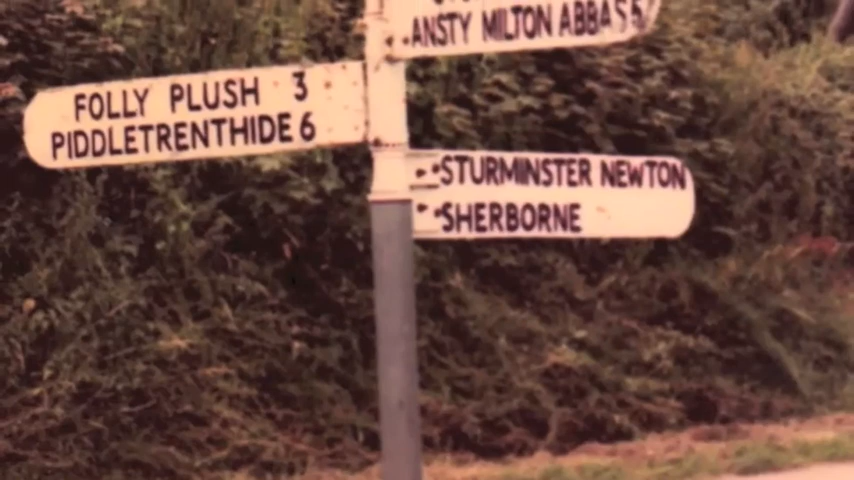 ANSTY MILTON ABBAS 5
FOLLY PLUSH 3
PIDDLETRENTHIDE 6
STURMINSTER NEWTON
SHERBORNE